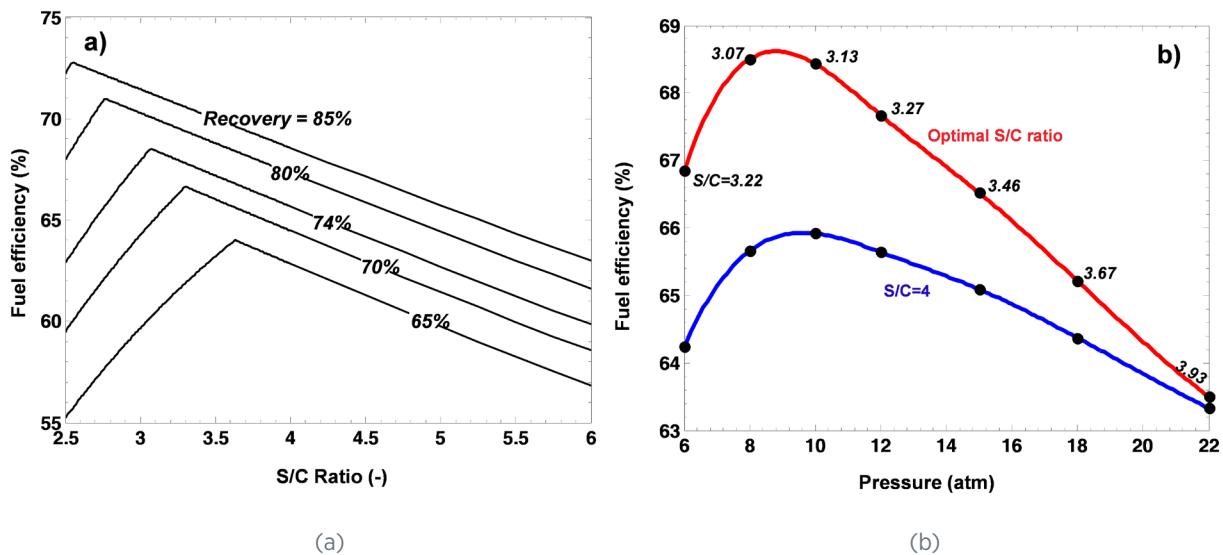 a)
75
70
65
60
55
Fuel efficiency (%)
Recovery = 85%
80%
74%
70%
65%
2.5 3 3.5 4 4.5 5 5.5 6
S/C Ratio (-)
(a)
b)
69
68
67
66
65
64
63
Fuel efficiency (%)
3.07
3.13
3.27
Optimal S/C ratio
S/C=3.22
3.46
S/C=4
3.67
3.93
6 8 10 12 14 16 18 20 22
Pressure (atm)
(b)